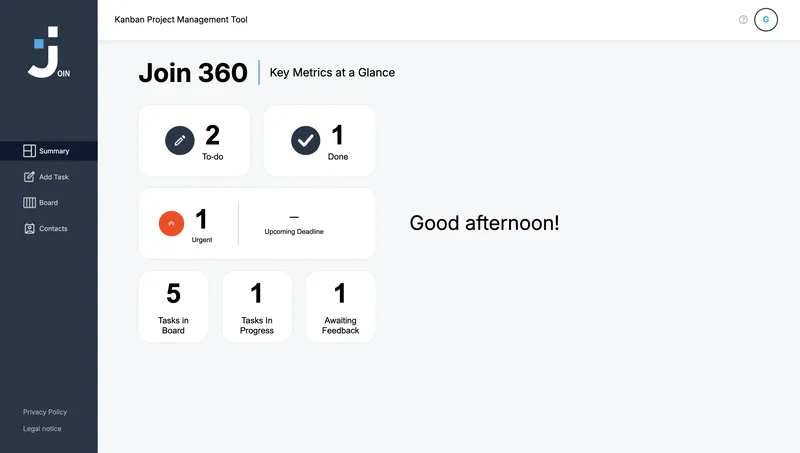 Kanban Project Management Tool
G
JOIN
Summary
Add Task
Board
Contacts
Privacy Policy
Legal notice
Join 360
Key Metrics at a Glance
2
To-do
1
Done
1
Urgent
–
Upcoming Deadline
5
Tasks in
Board
1
Tasks In
Progress
1
Awaiting
Feedback
Good afternoon!